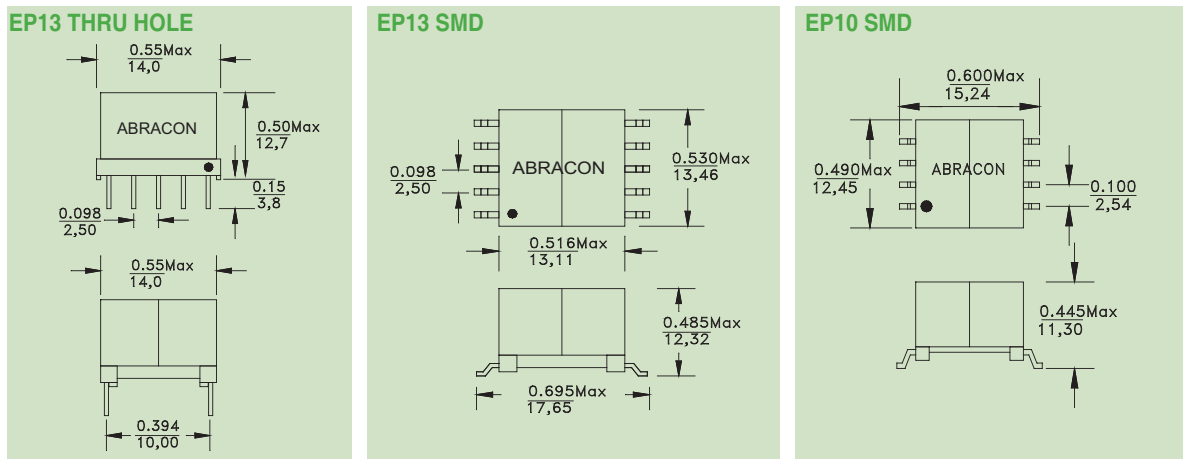 EP13 THRU HOLE
0.55Max
14,0
ABRACON
0.50Max
12,7
0.15
3,8
0.098
2,50
0.55Max
14,0
0.394
10,00
EP13 SMD
ABRACON
0.098
2,50
0.530Max
13,46
0.516Max
13,11
0.485Max
12,32
0.695Max
17,65
EP10 SMD
0.600Max
15,24
0.490Max
12,45
ABRACON
0.100
2,54
0.445Max
11,30